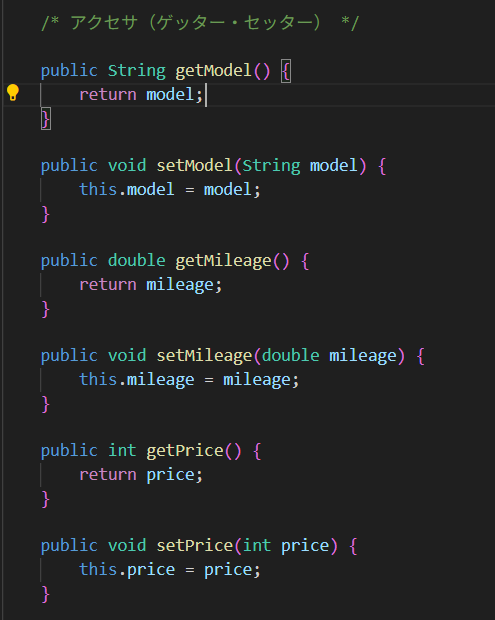 /* アクセサ（ゲッター・セッター） */
public String getModel() {
return model;
}
public void setModel(String model) {
this.model = model;
}
public double getMileage() {
return mileage;
}
public void setMileage(double mileage) {
this.mileage = mileage;
}
public int getPrice() {
return price;
}
public void setPrice(int price) {
this.price = price;
}